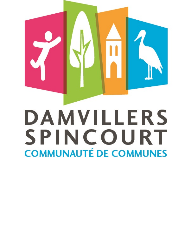 DAMVILLERS
SPINCOURT
COMMUNAUTÉ DE COMMUNES